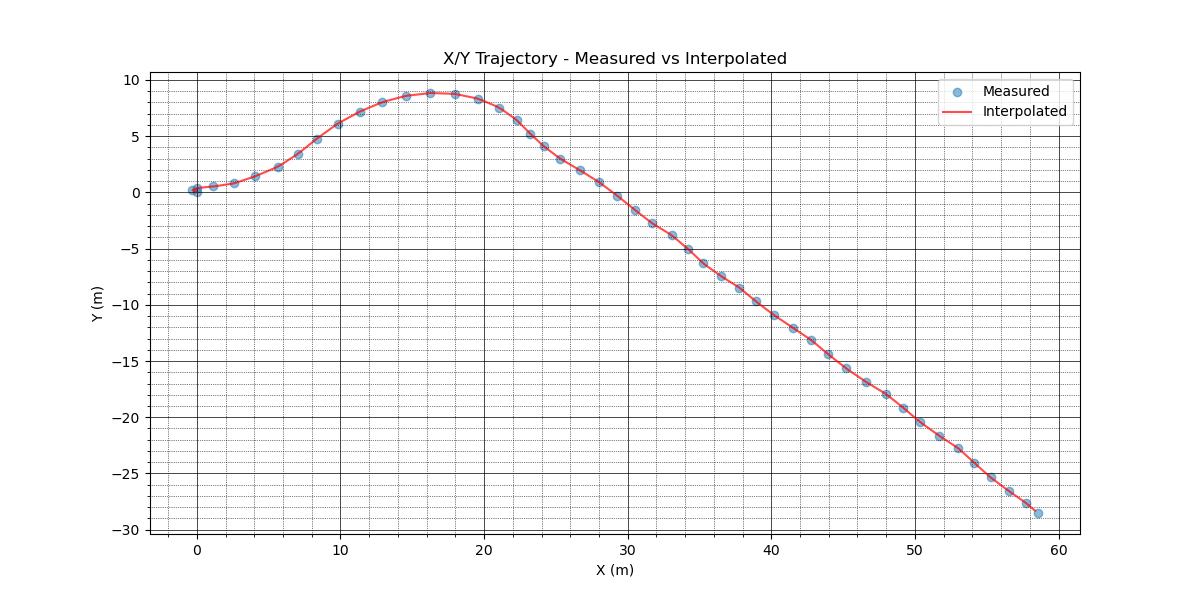 X/Y Trajectory - Measured vs Interpolated
Measured
Interpolated
10
5
0
−5
−10
−15
−20
−25
−30
Y (m)
0 10 20 30 40 50 60
X (m)